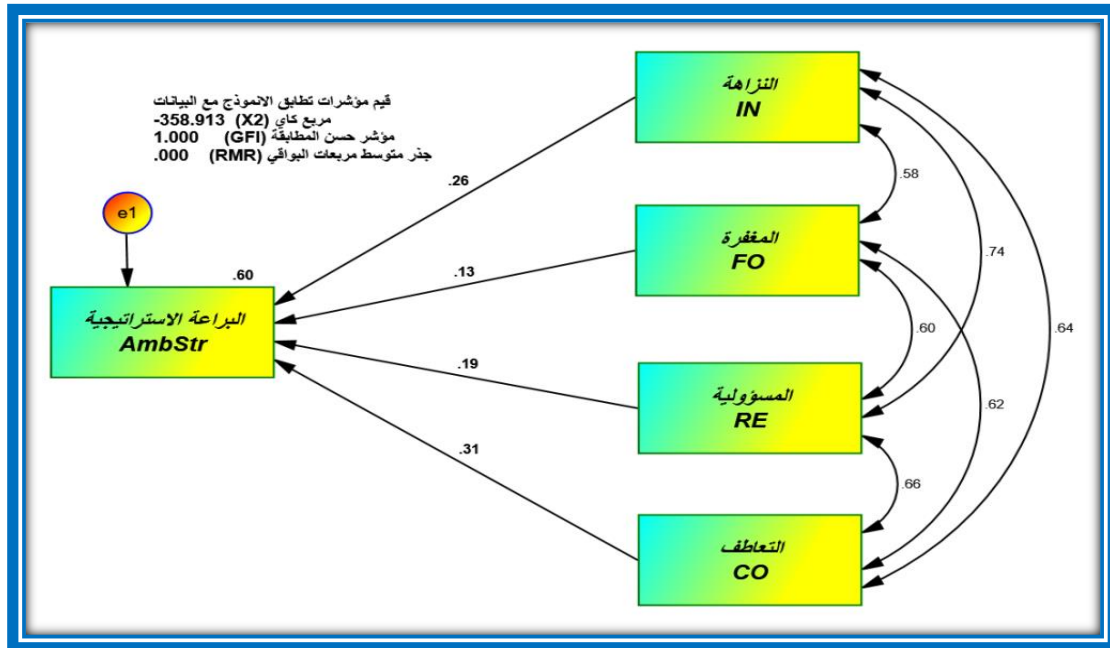 قيم مؤشرات تطابق الانموذج مع البيانات
مربع كاي (X2) -358.913
مؤشر حسن المطابقة (GFI) 1.000
جذر متوسط مربعات البواقي (RMR) .000
e1
.60
البراعة الاستراتيجية
AmbStr
.26
.13
.19
.31
النزاهة
IN
المغفرة
FO
المسؤولية
RE
التعاطف
CO
.58
.74
.60
.64
.62
.66